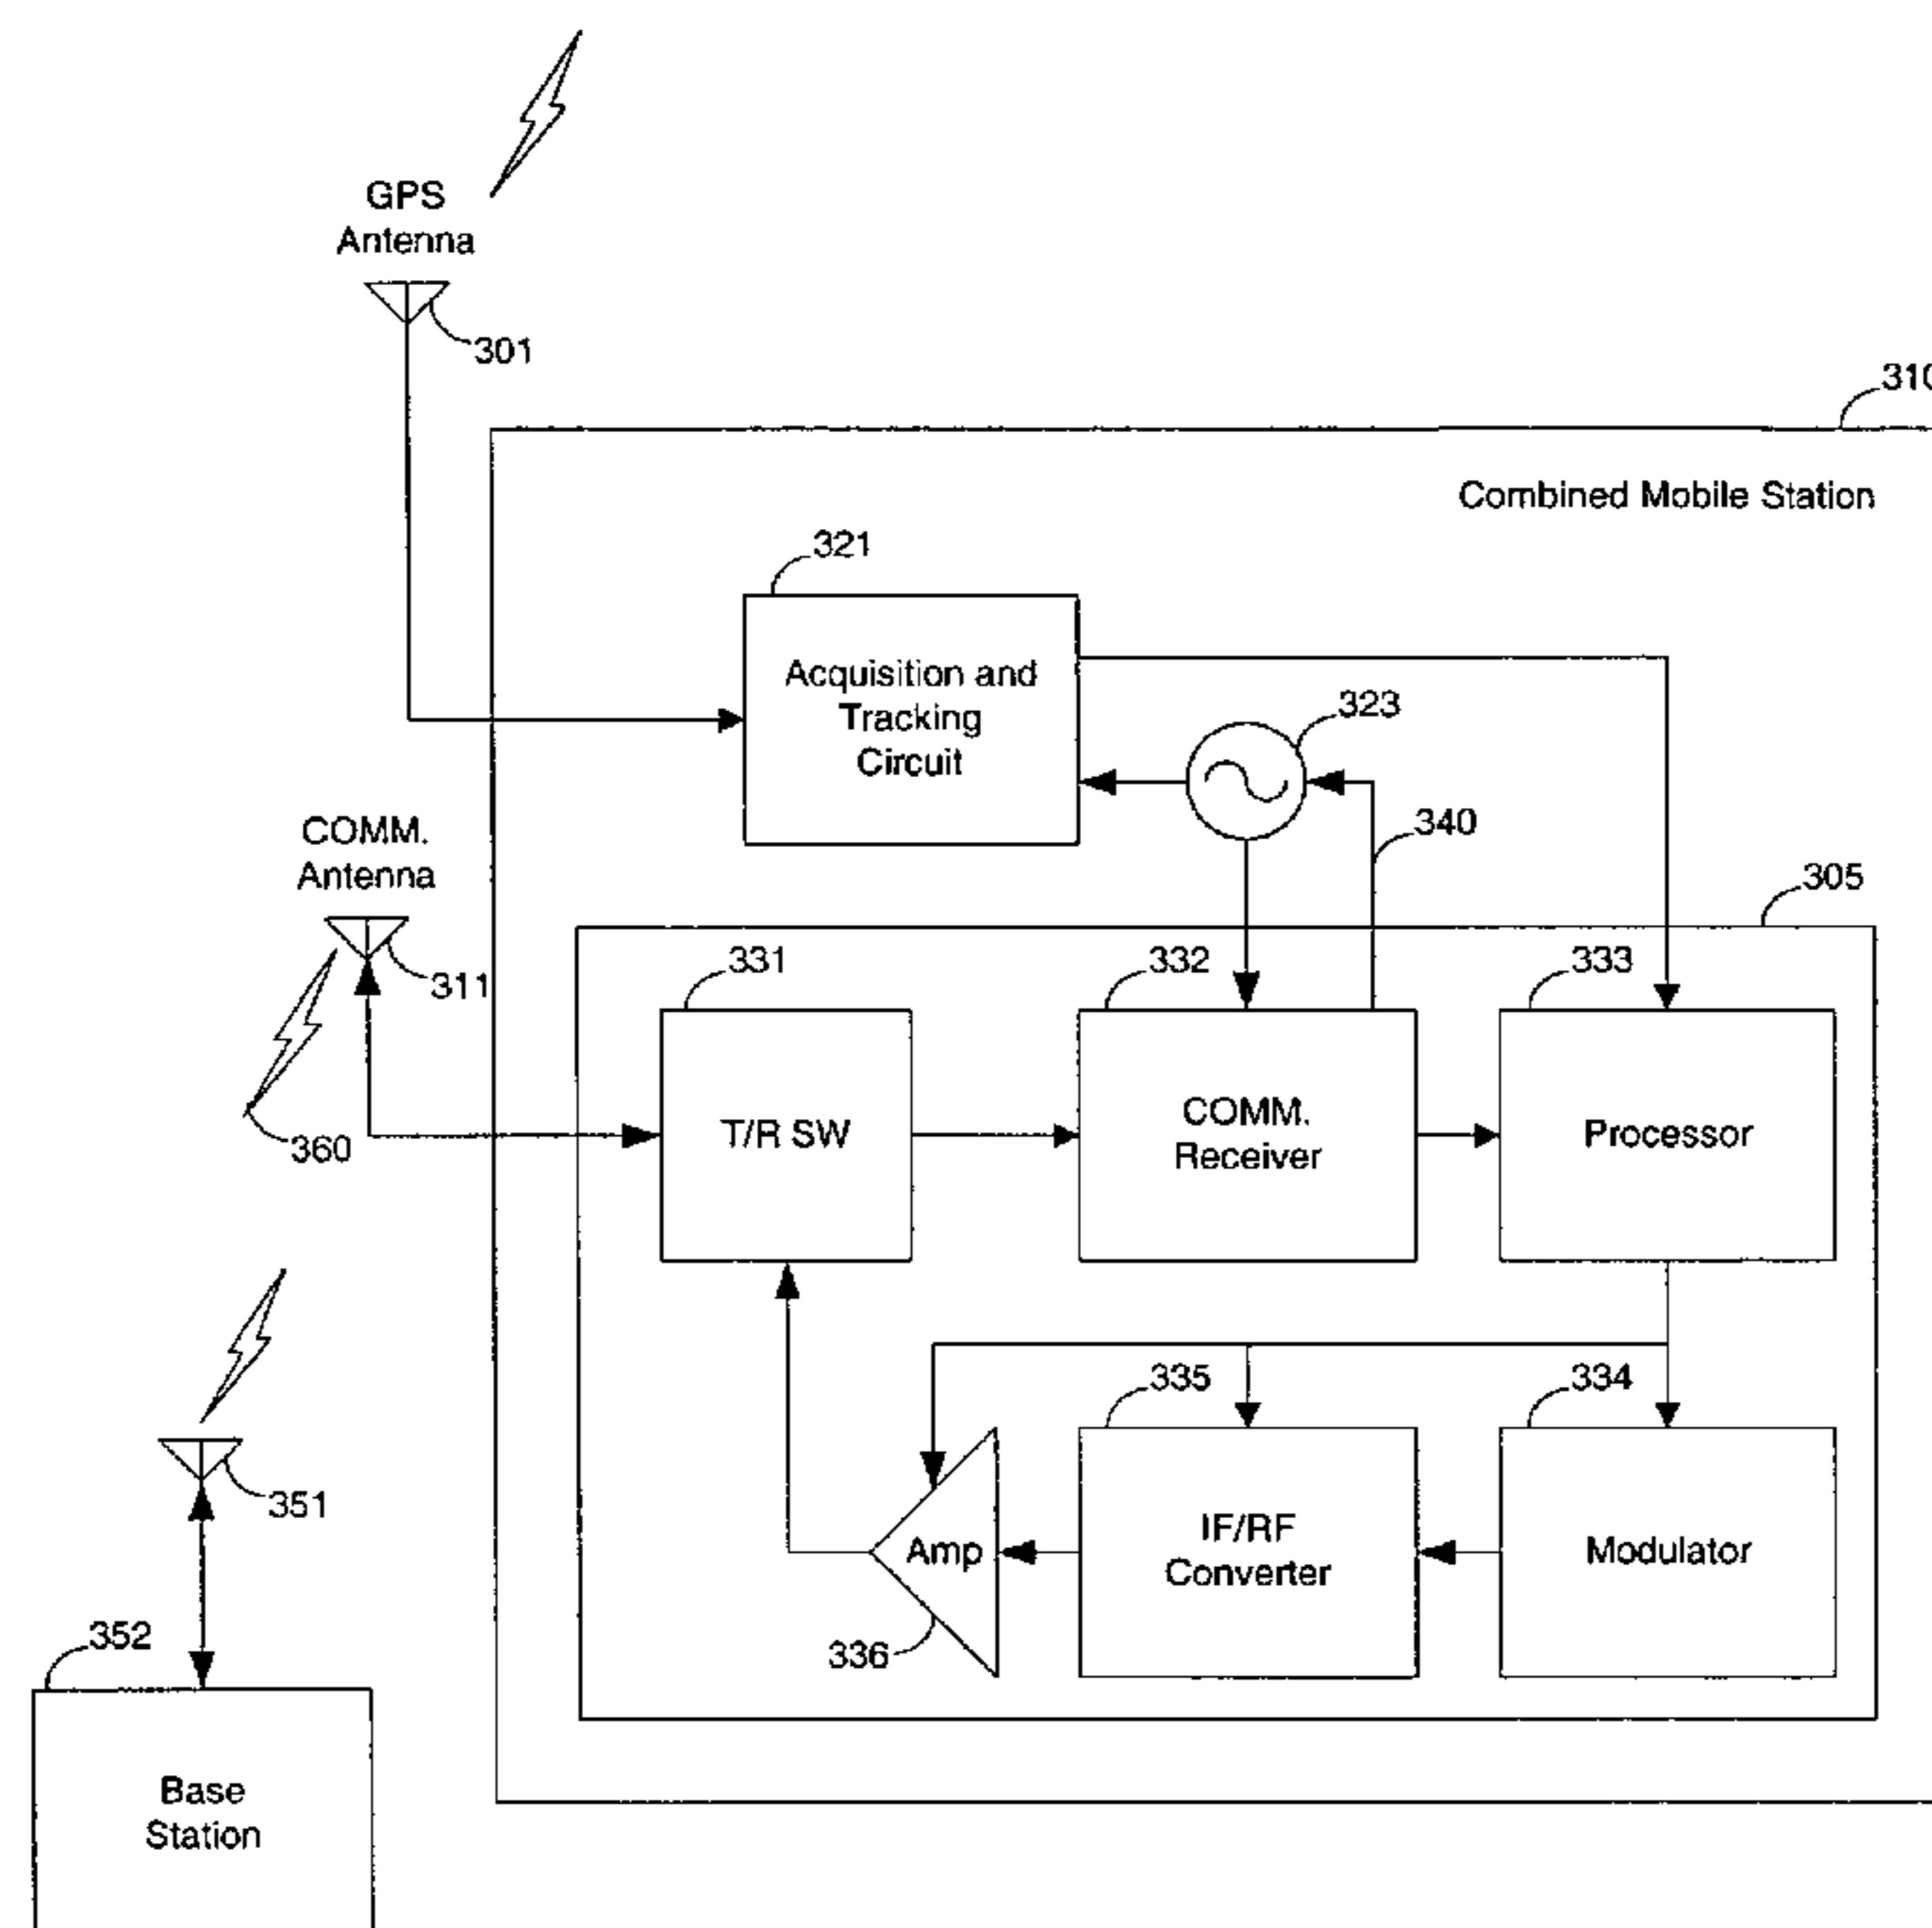 GPS
Antenna
301
310
Combined Mobile Station
321
Acquisition and
Tracking
Circuit
323
340
COMM.
Antenna
311
305
331
332
333
360
T/R SW
COMM.
Receiver
Processor
335
334
351
Amp
IF/RF
Converter
Modulator
336
352
Base
Station